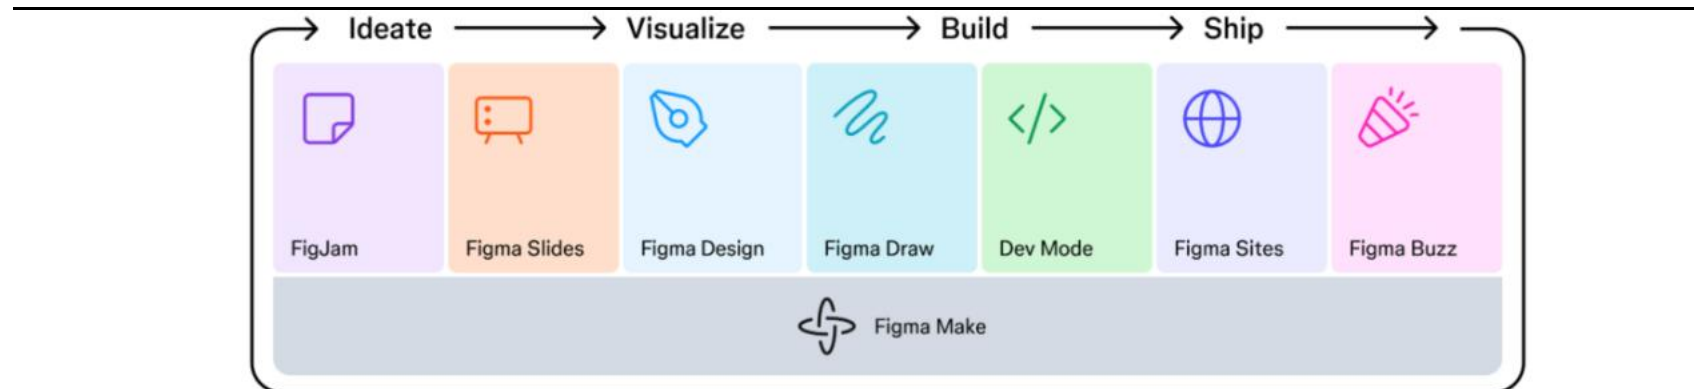 Ideate Visualize Build Ship
FigJam Figma Slides Figma Design Figma Draw Dev Mode Figma Sites Figma Buzz
Figma Make